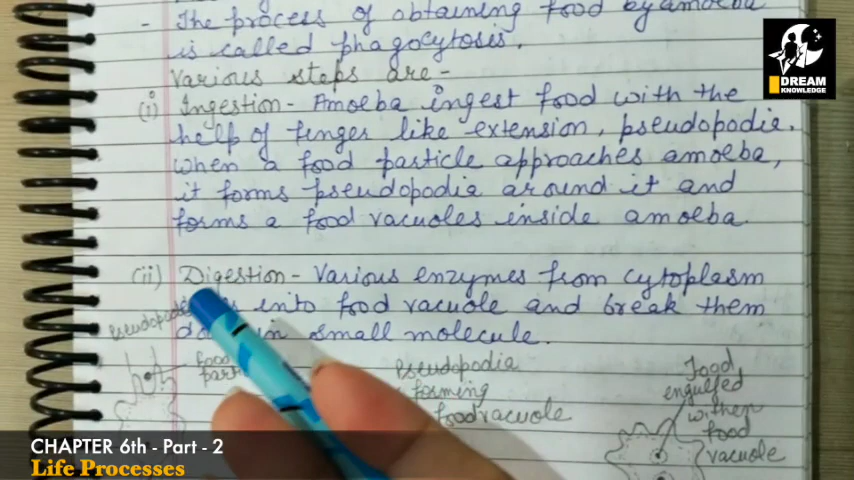 - The process of obtaining food by amoeba
is called phagocytosis.
Various steps are -
(i) Ingestion - Amoeba ingest food with the
help of finger like extension, pseudopodia.
When a food particle approaches amoeba,
it forms pseudopodia around it and
forms a food vacuoles inside amoeba.
(ii) Digestion - Various enzymes from cytoplasm
into food vacuole and break them
in small molecule.
Pseudopodia
food
Pseudopodia
forming
food vacuole
Food
engulfed
within
food
vacuole
DREAM
KNOWLEDGE
CHAPTER 6th - Part - 2
Life Processes